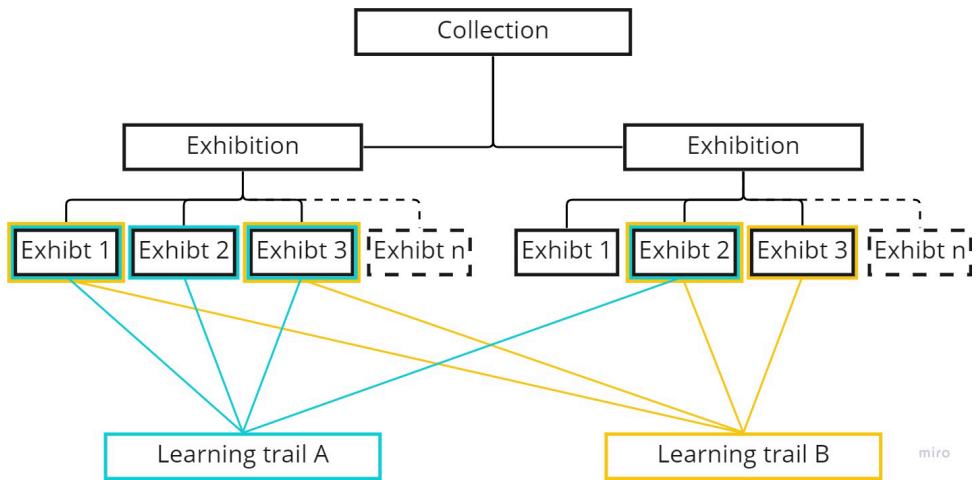 Collection
Exhibition
Exhibition
Exhibt 1
Exhibt 2
Exhibt 3
Exhibt n
Exhibt 1
Exhibt 2
Exhibt 3
Exhibt n
Learning trail A
Learning trail B
miro